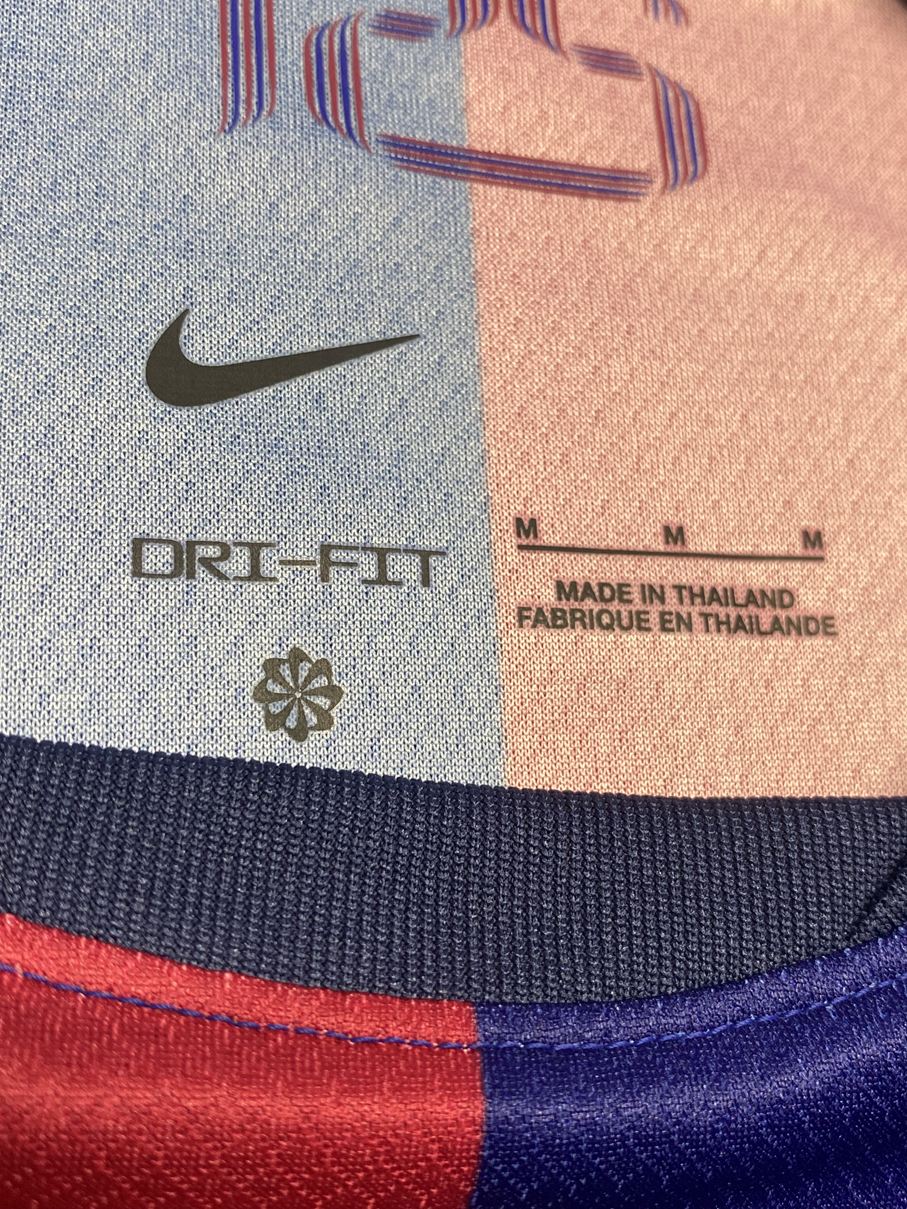 DRI-FIT
M M M
MADE IN THAILAND
FABRIQUE EN THAILANDE